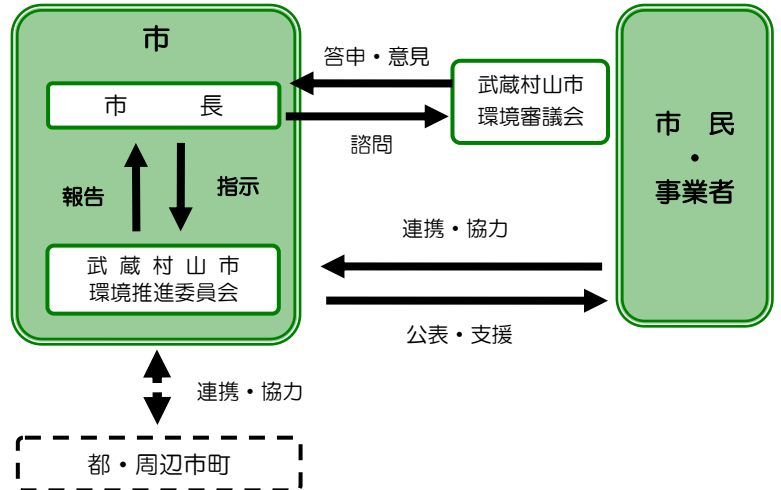 市
答申・意見
武蔵村山市
環境審議会
市　長
諮問
市　民
・
事業者
報告
指示
連携・協力
武 蔵 村 山 市
環境推進委員会
公表・支援
連携・協力
都・周辺市町